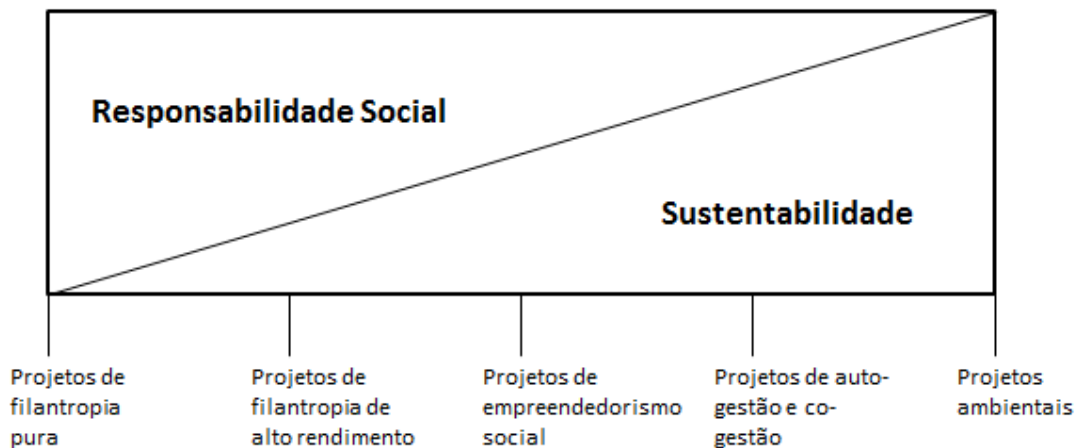 Responsabilidade Social
Sustentabilidade
Projetos de
filantropia
pura
Projetos de
filantropia de
alto rendimento
Projetos de
empreendedorismo
social
Projetos de auto-
gestão e co-
gestão
Projetos
ambientais